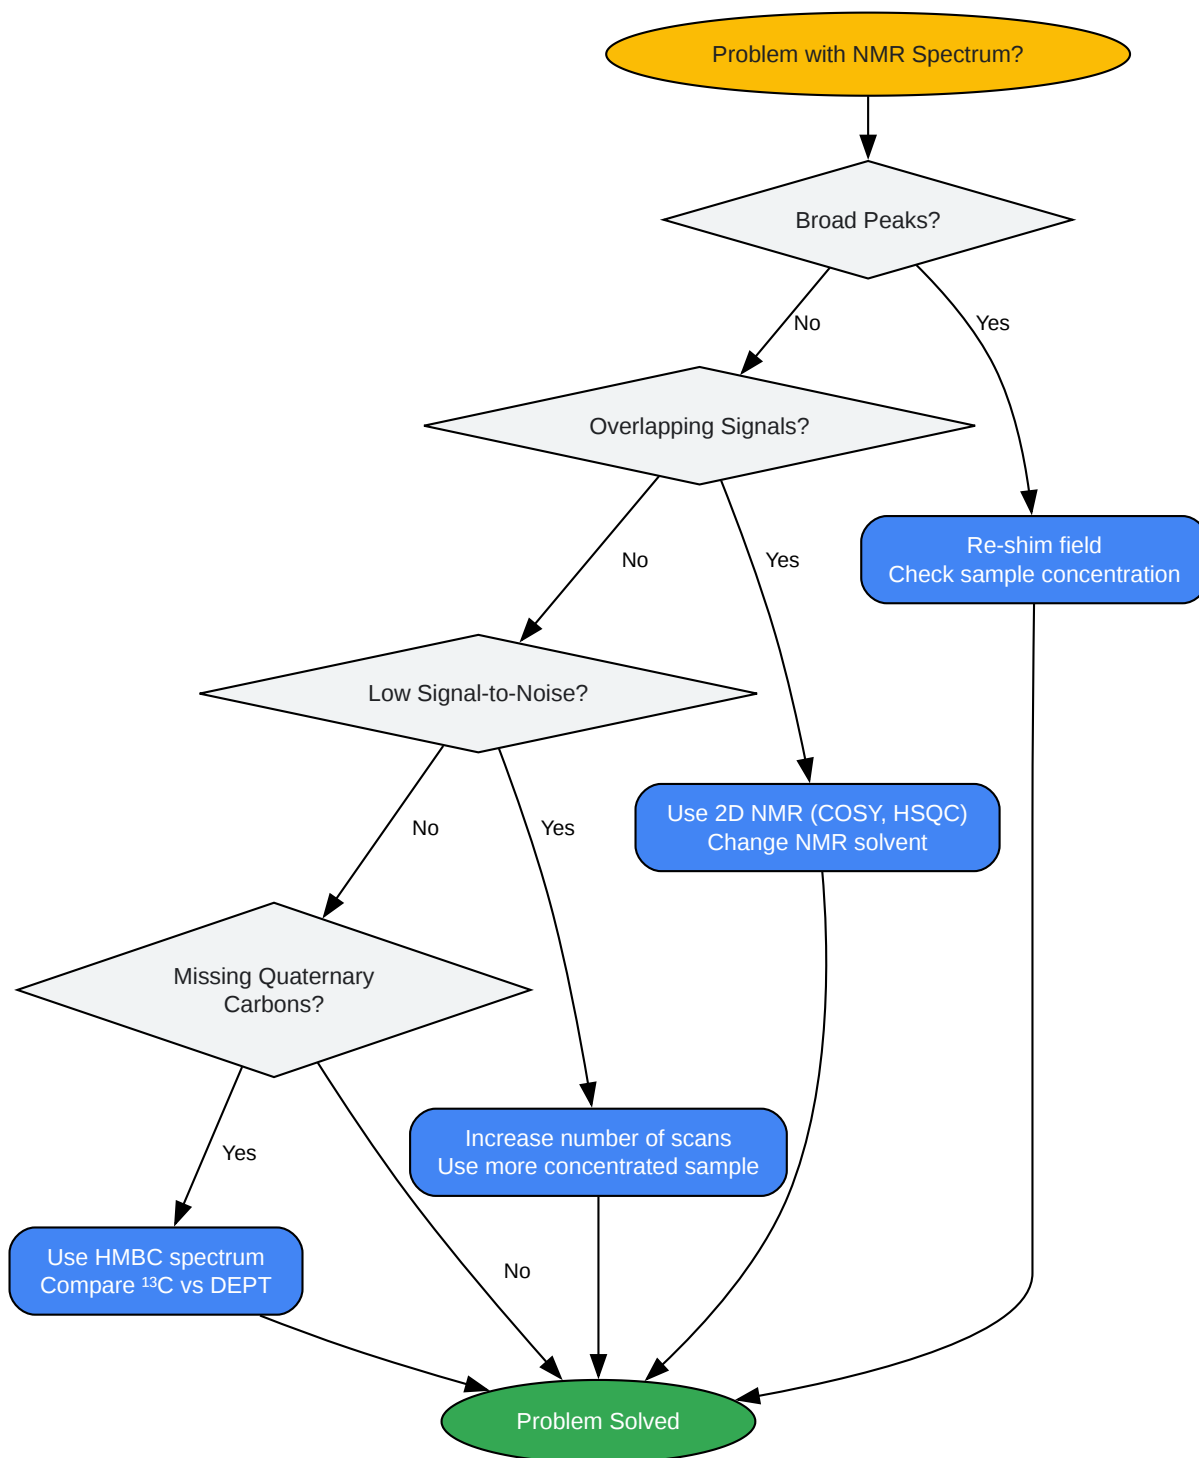 Problem with NMR Spectrum?
Broad Peaks?
No
Yes
Overlapping Signals?
No
Yes
Re-shim field
Check sample concentration
Low Signal-to-Noise?
No
Yes
Use 2D NMR (COSY, HSQC)
Change NMR solvent
Missing Quaternary
Carbons?
Yes
No
Increase number of scans
Use more concentrated sample
Use HMBC spectrum
Compare ¹³C vs DEPT
Problem Solved